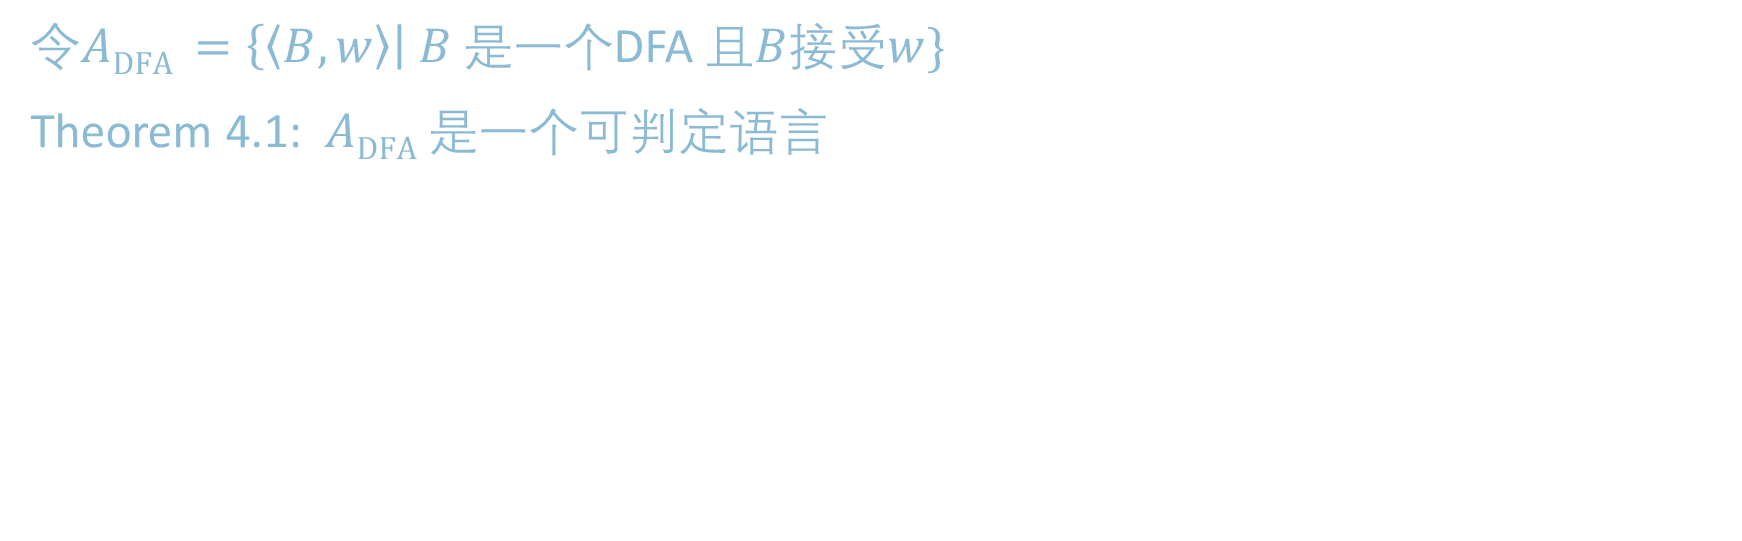 令A_DFA = {⟨B, w⟩| B 是一个DFA 且B接受w}
Theorem 4.1: A_DFA 是一个可判定语言